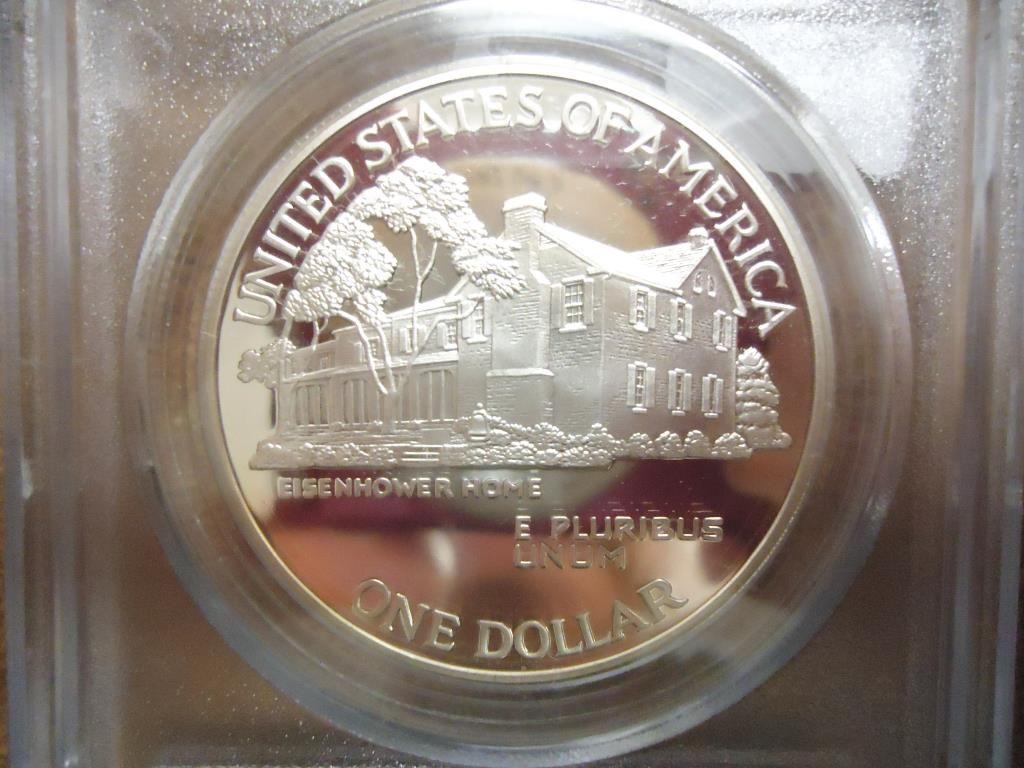 UNITED STATES OF AMERICA
EISENHOWER HOME
E PLURIBUS
UNUM
ONE DOLLAR